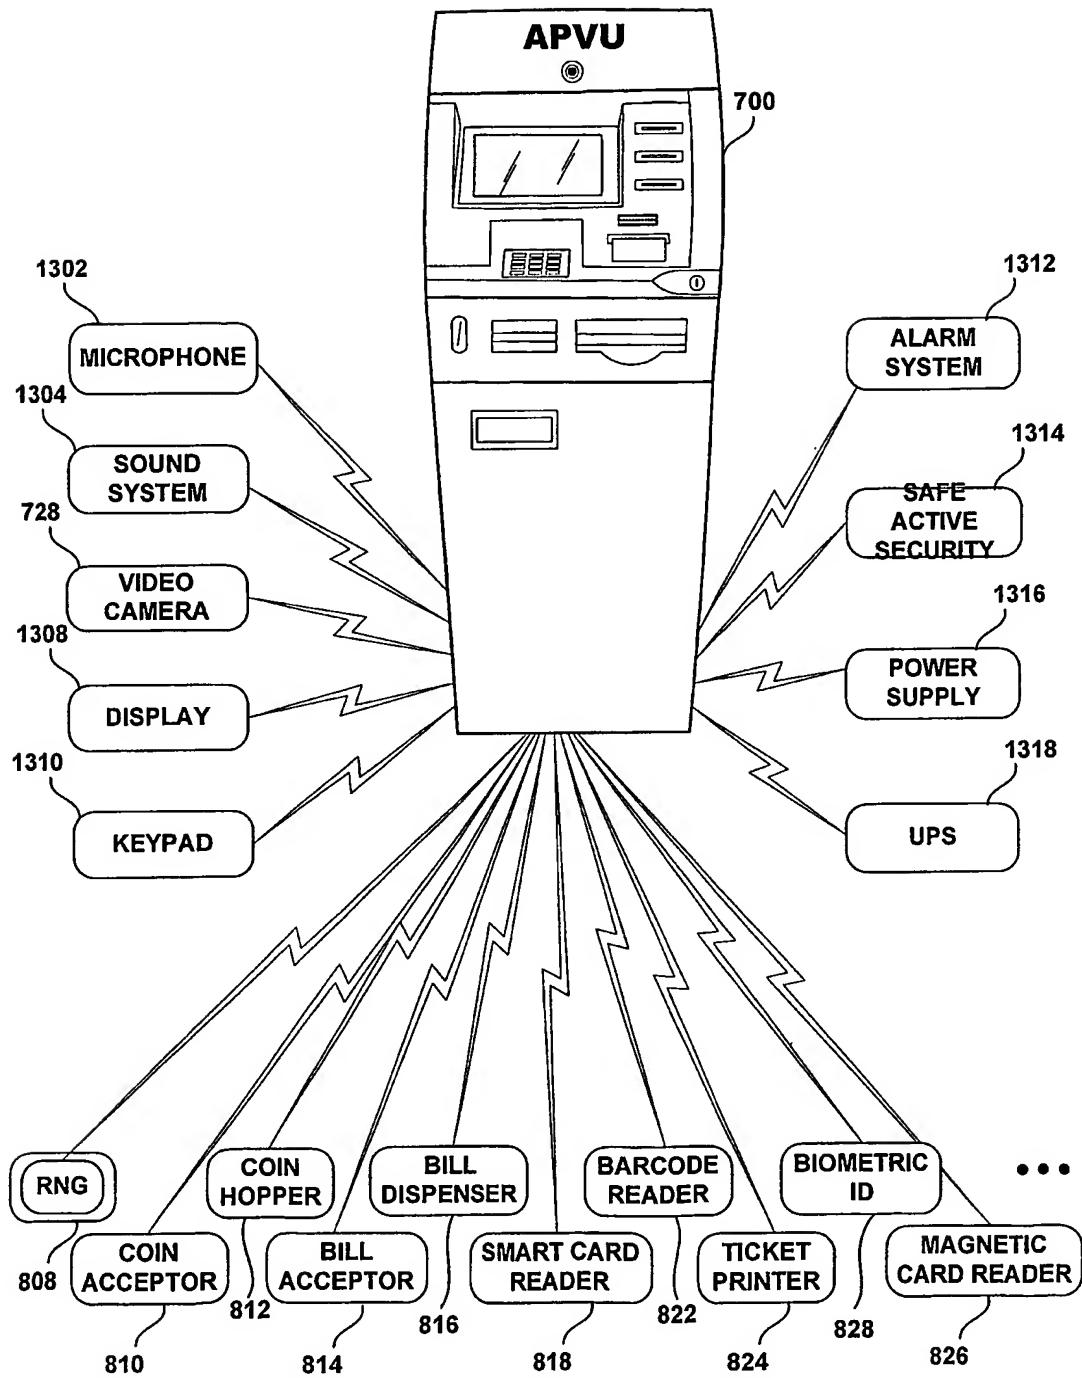 APVU
700
1302
MICROPHONE
1304
SOUND
SYSTEM
728
VIDEO
CAMERA
1308
DISPLAY
1310
KEYPAD
1312
ALARM
SYSTEM
1314
SAFE
ACTIVE
SECURITY
1316
POWER
SUPPLY
1318
UPS
RNG
808
COIN
ACCEPTOR
810
COIN
HOPPER
812
BILL
ACCEPTOR
814
BILL
DISPENSER
816
SMART CARD
READER
818
BARCODE
READER
822
TICKET
PRINTER
824
BIOMETRIC
ID
828
MAGNETIC
CARD READER
826
•••